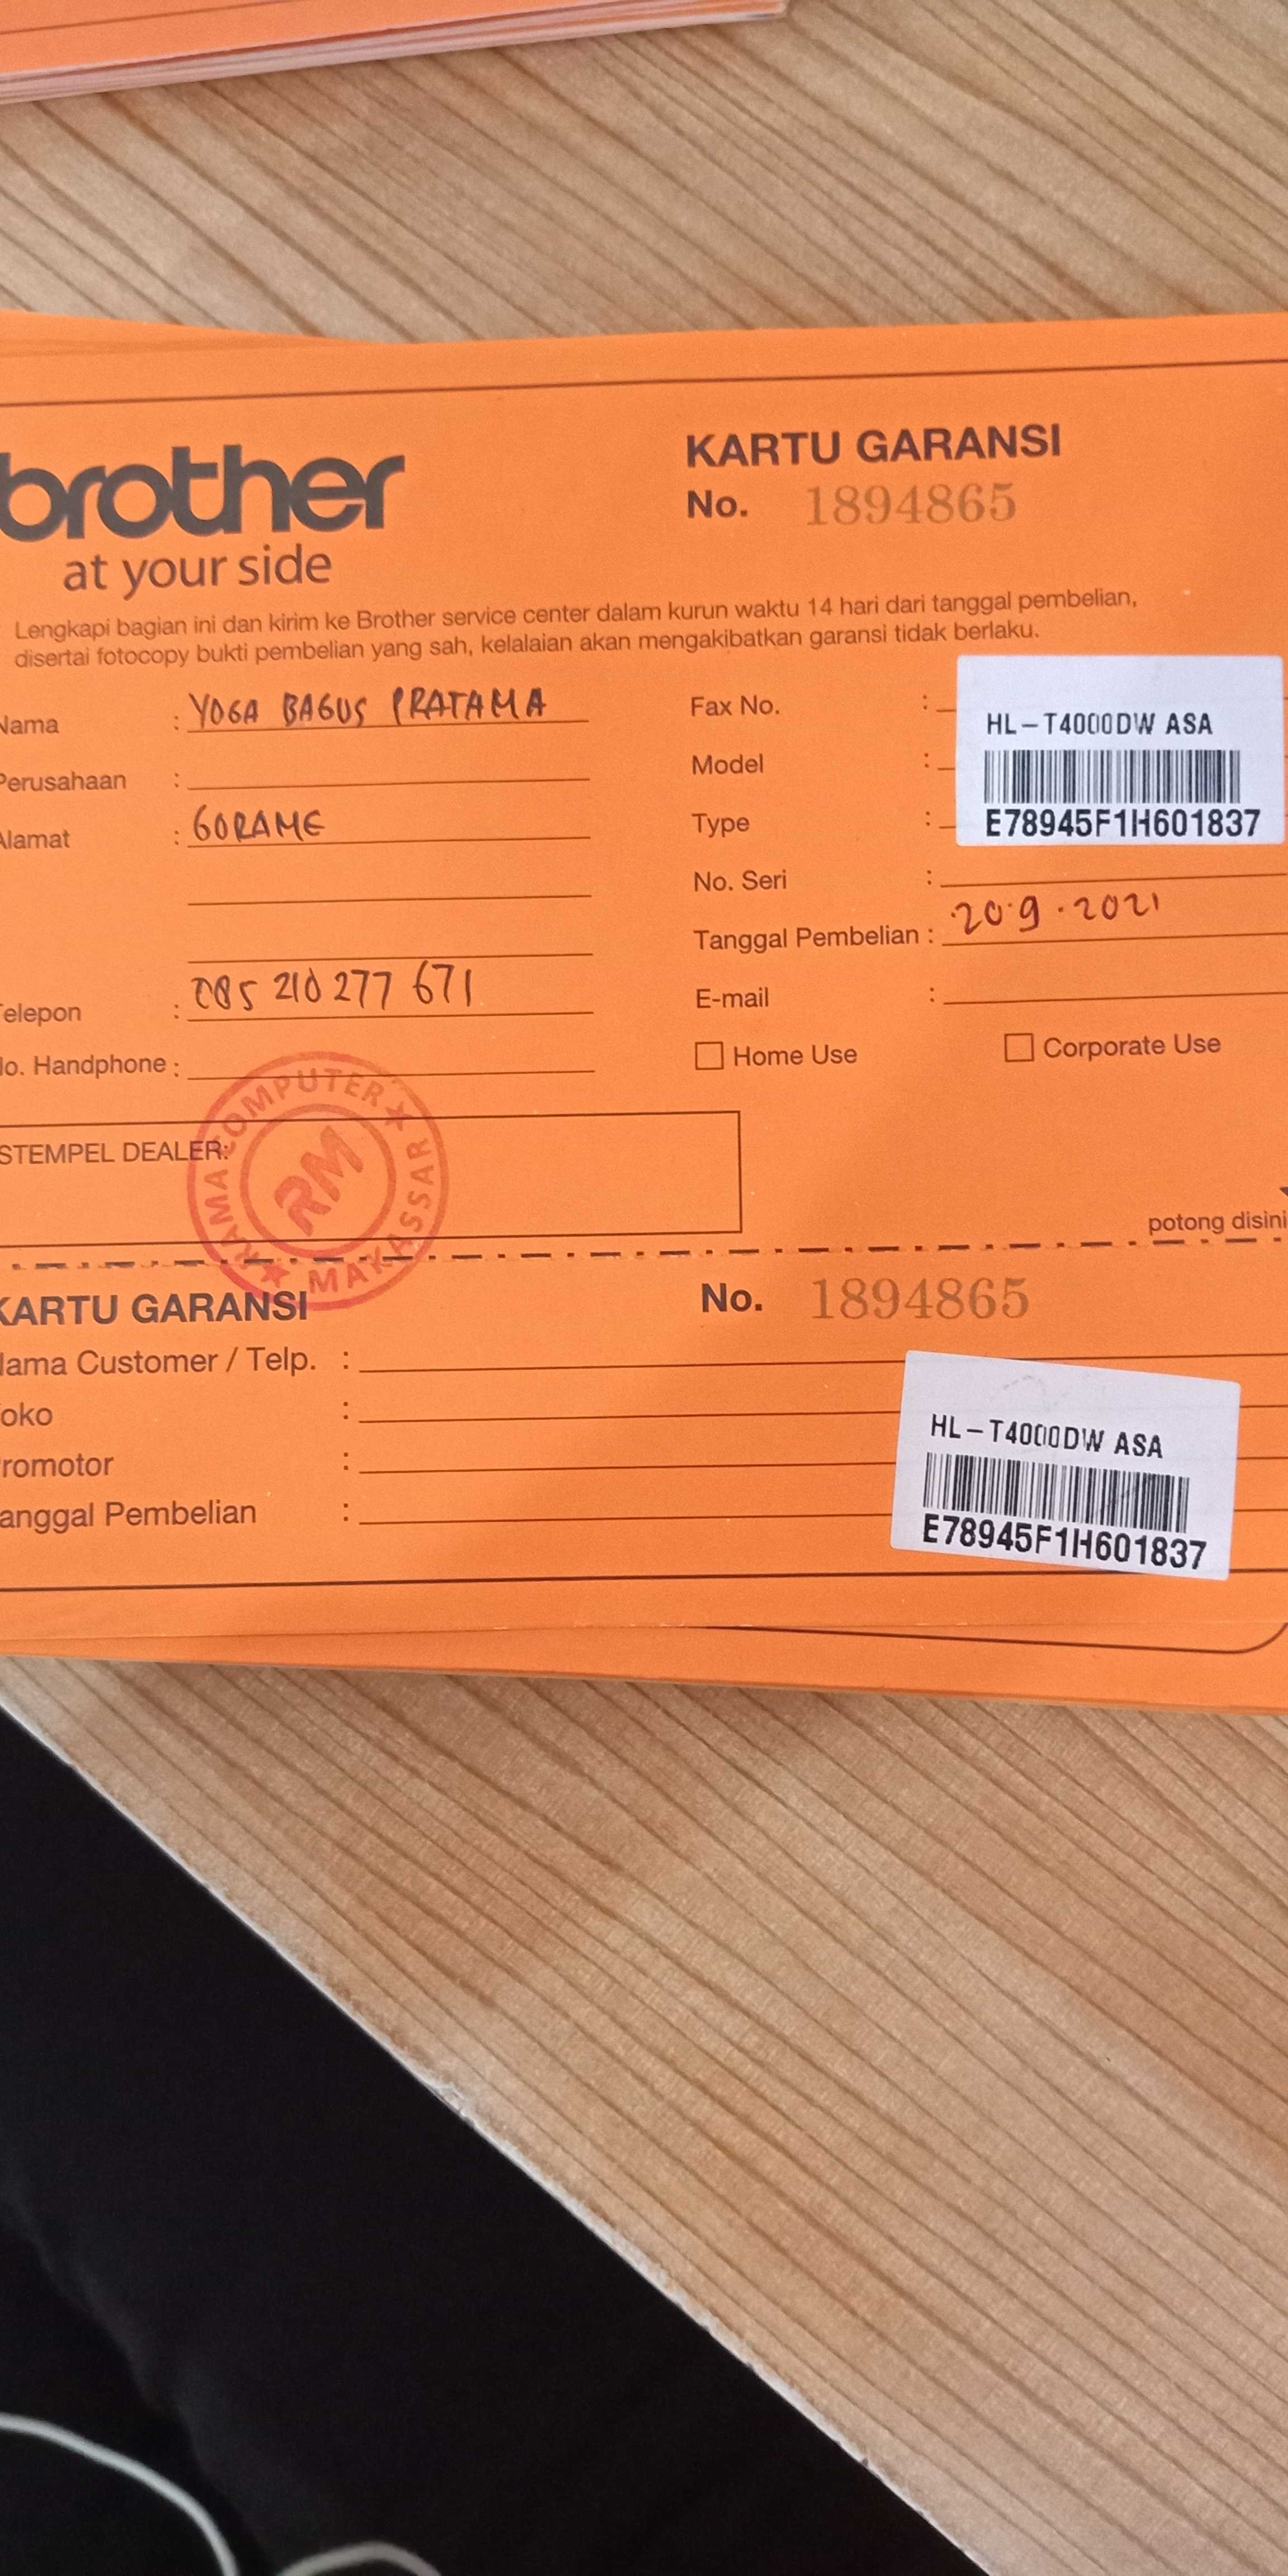 brother
at your side
KARTU GARANSI
No. 1894865
Lengkapi bagian ini dan kirim ke Brother service center dalam kurun waktu 14 hari dari tanggal pembelian,
disertai fotocopy bukti pembelian yang sah, kelalaian akan mengakibatkan garansi tidak berlaku.
Nama : YOGA BAGUS PRATAMA
Perusahaan :
Alamat : GORAME
Telepon : 085 210 277 671
No. Handphone :
Fax No. :
Model :
Type :
HL-T4000DW ASA
E78945F1H601837
No. Seri :
Tanggal Pembelian : 20.9.2021
E-mail :
Home Use Corporate Use
STEMPEL DEALER:
RAMA COMPUTER
RM
MAKASSAR
potong disini
KARTU GARANSI No. 1894865
Nama Customer / Telp. :
Toko :
Promotor :
Tanggal Pembelian :
HL-T4000DW ASA
E78945F1H601837